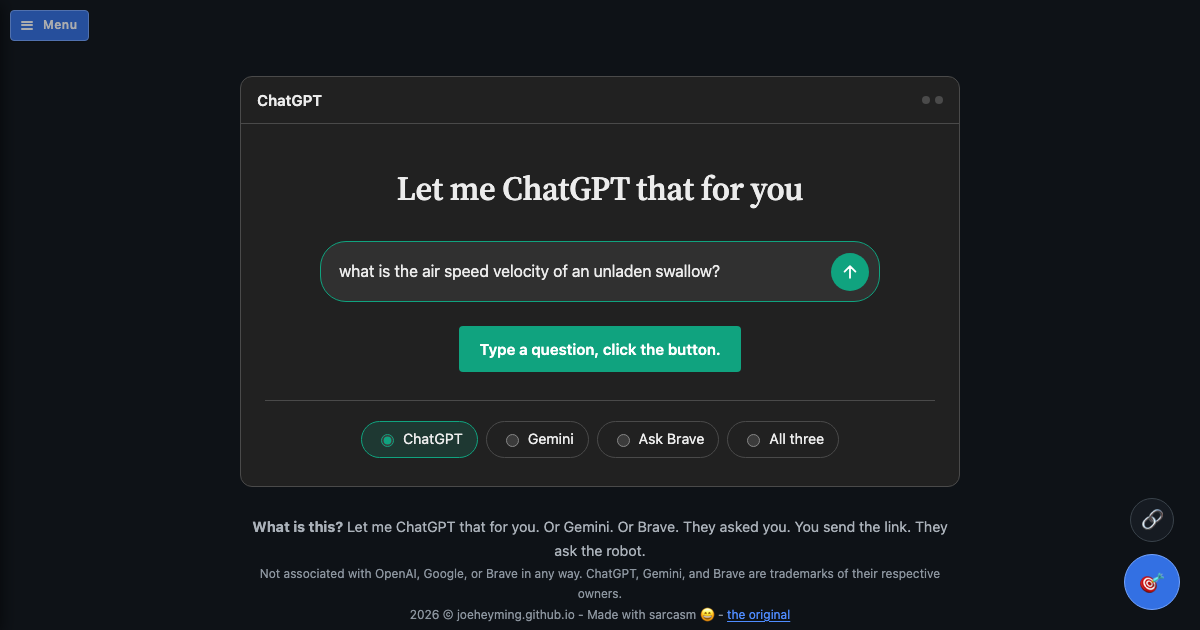 Menu
ChatGPT
Let me ChatGPT that for you
what is the air speed velocity of an unladen swallow?
Type a question, click the button.
ChatGPT
Gemini
Ask Brave
All three
What is this? Let me ChatGPT that for you. Or Gemini. Or Brave. They asked you. You send the link. They
ask the robot.
Not associated with OpenAI, Google, or Brave in any way. ChatGPT, Gemini, and Brave are trademarks of their respective
owners.
2026 © joeheyming.github.io - Made with sarcasm 😄 - the original